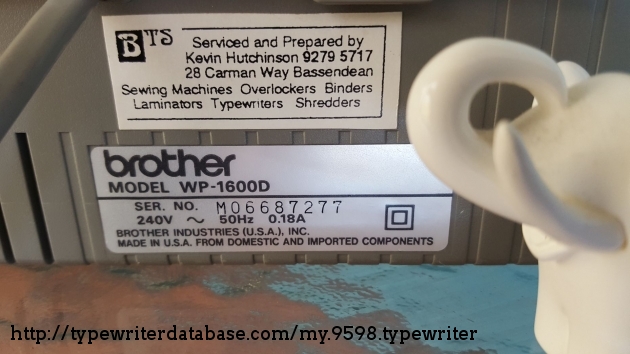 BTS
Serviced and Prepared by
Kevin Hutchinson 9279 5717
28 Carman Way Bassendean
Sewing Machines Overlockers Binders
Laminators Typewriters Shredders
brother
MODEL WP-1600D
SER. NO. M06687277
240V ~ 50Hz 0.18A
BROTHER INDUSTRIES (U.S.A.), INC.
MADE IN U.S.A. FROM DOMESTIC AND IMPORTED COMPONENTS
http://typewriterdatabase.com/my.9598.typewriter